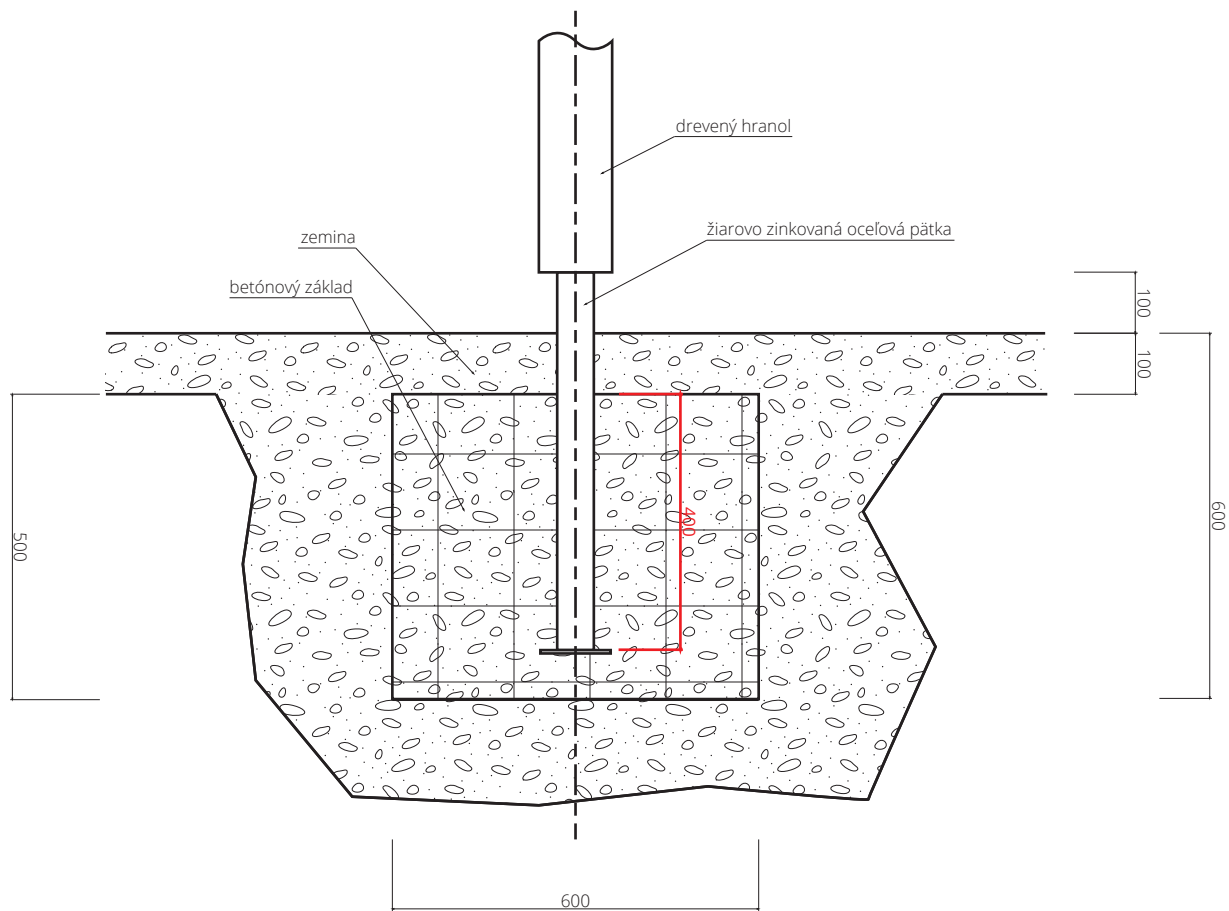 drevený hranol
žiarovo zinkovaná oceľová pätka
zemina
betónový základ
100
100
400
500
600
600